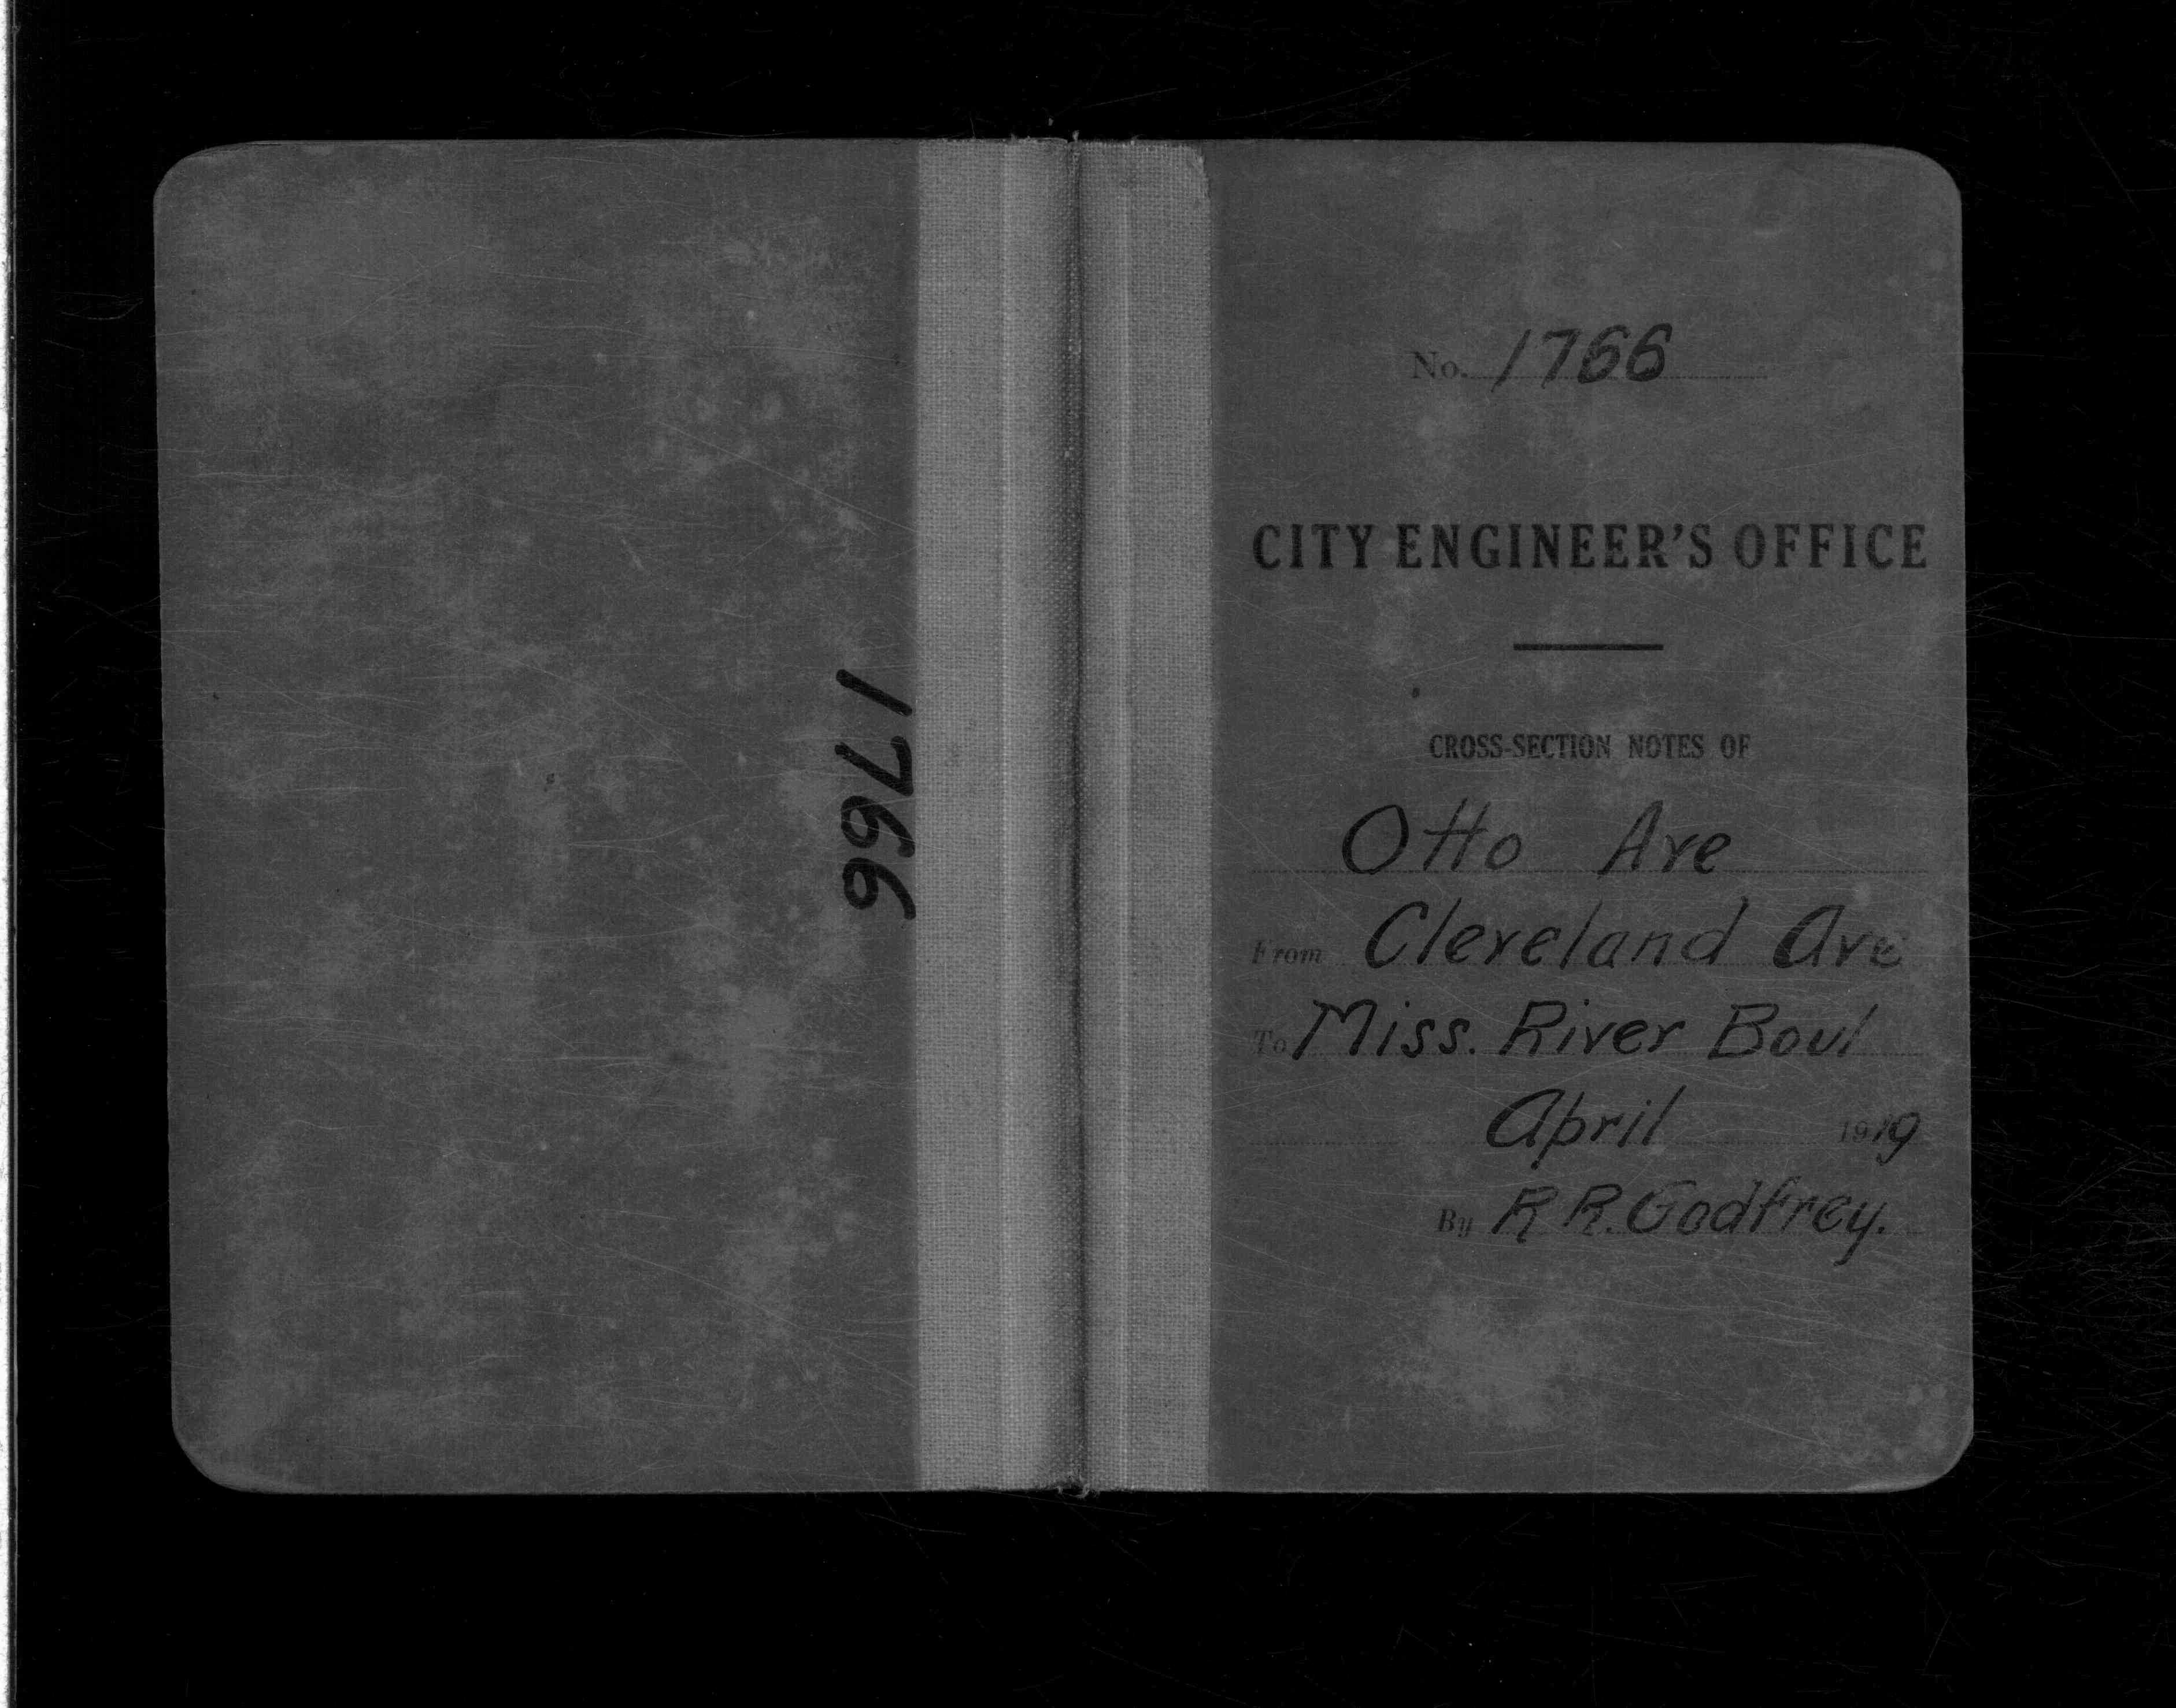 1766
No. 1766
CITY ENGINEER'S OFFICE
CROSS-SECTION NOTES OF
Otto Ave
From Cleveland Ave
To Miss. River Boul
April 1919
By R R. Godfrey.